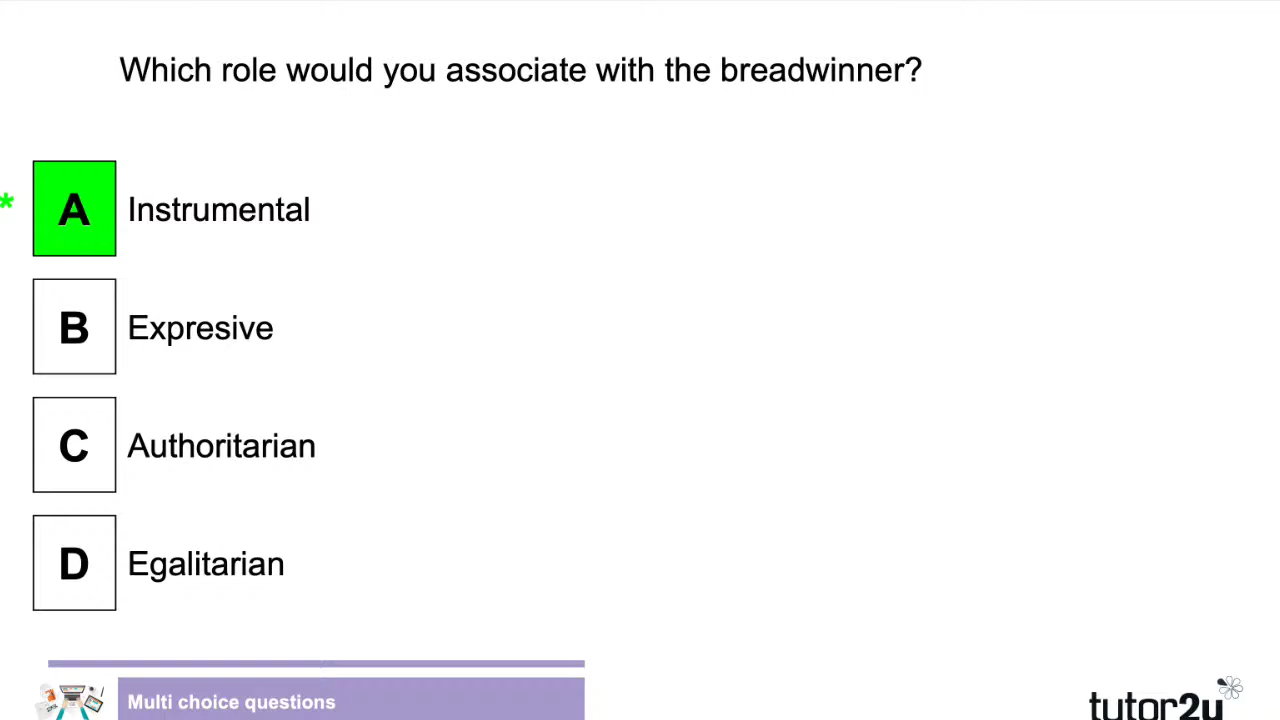 Which role would you associate with the breadwinner?
* A Instrumental
B Expresive
C Authoritarian
D Egalitarian
Multi choice questions
tutor2u